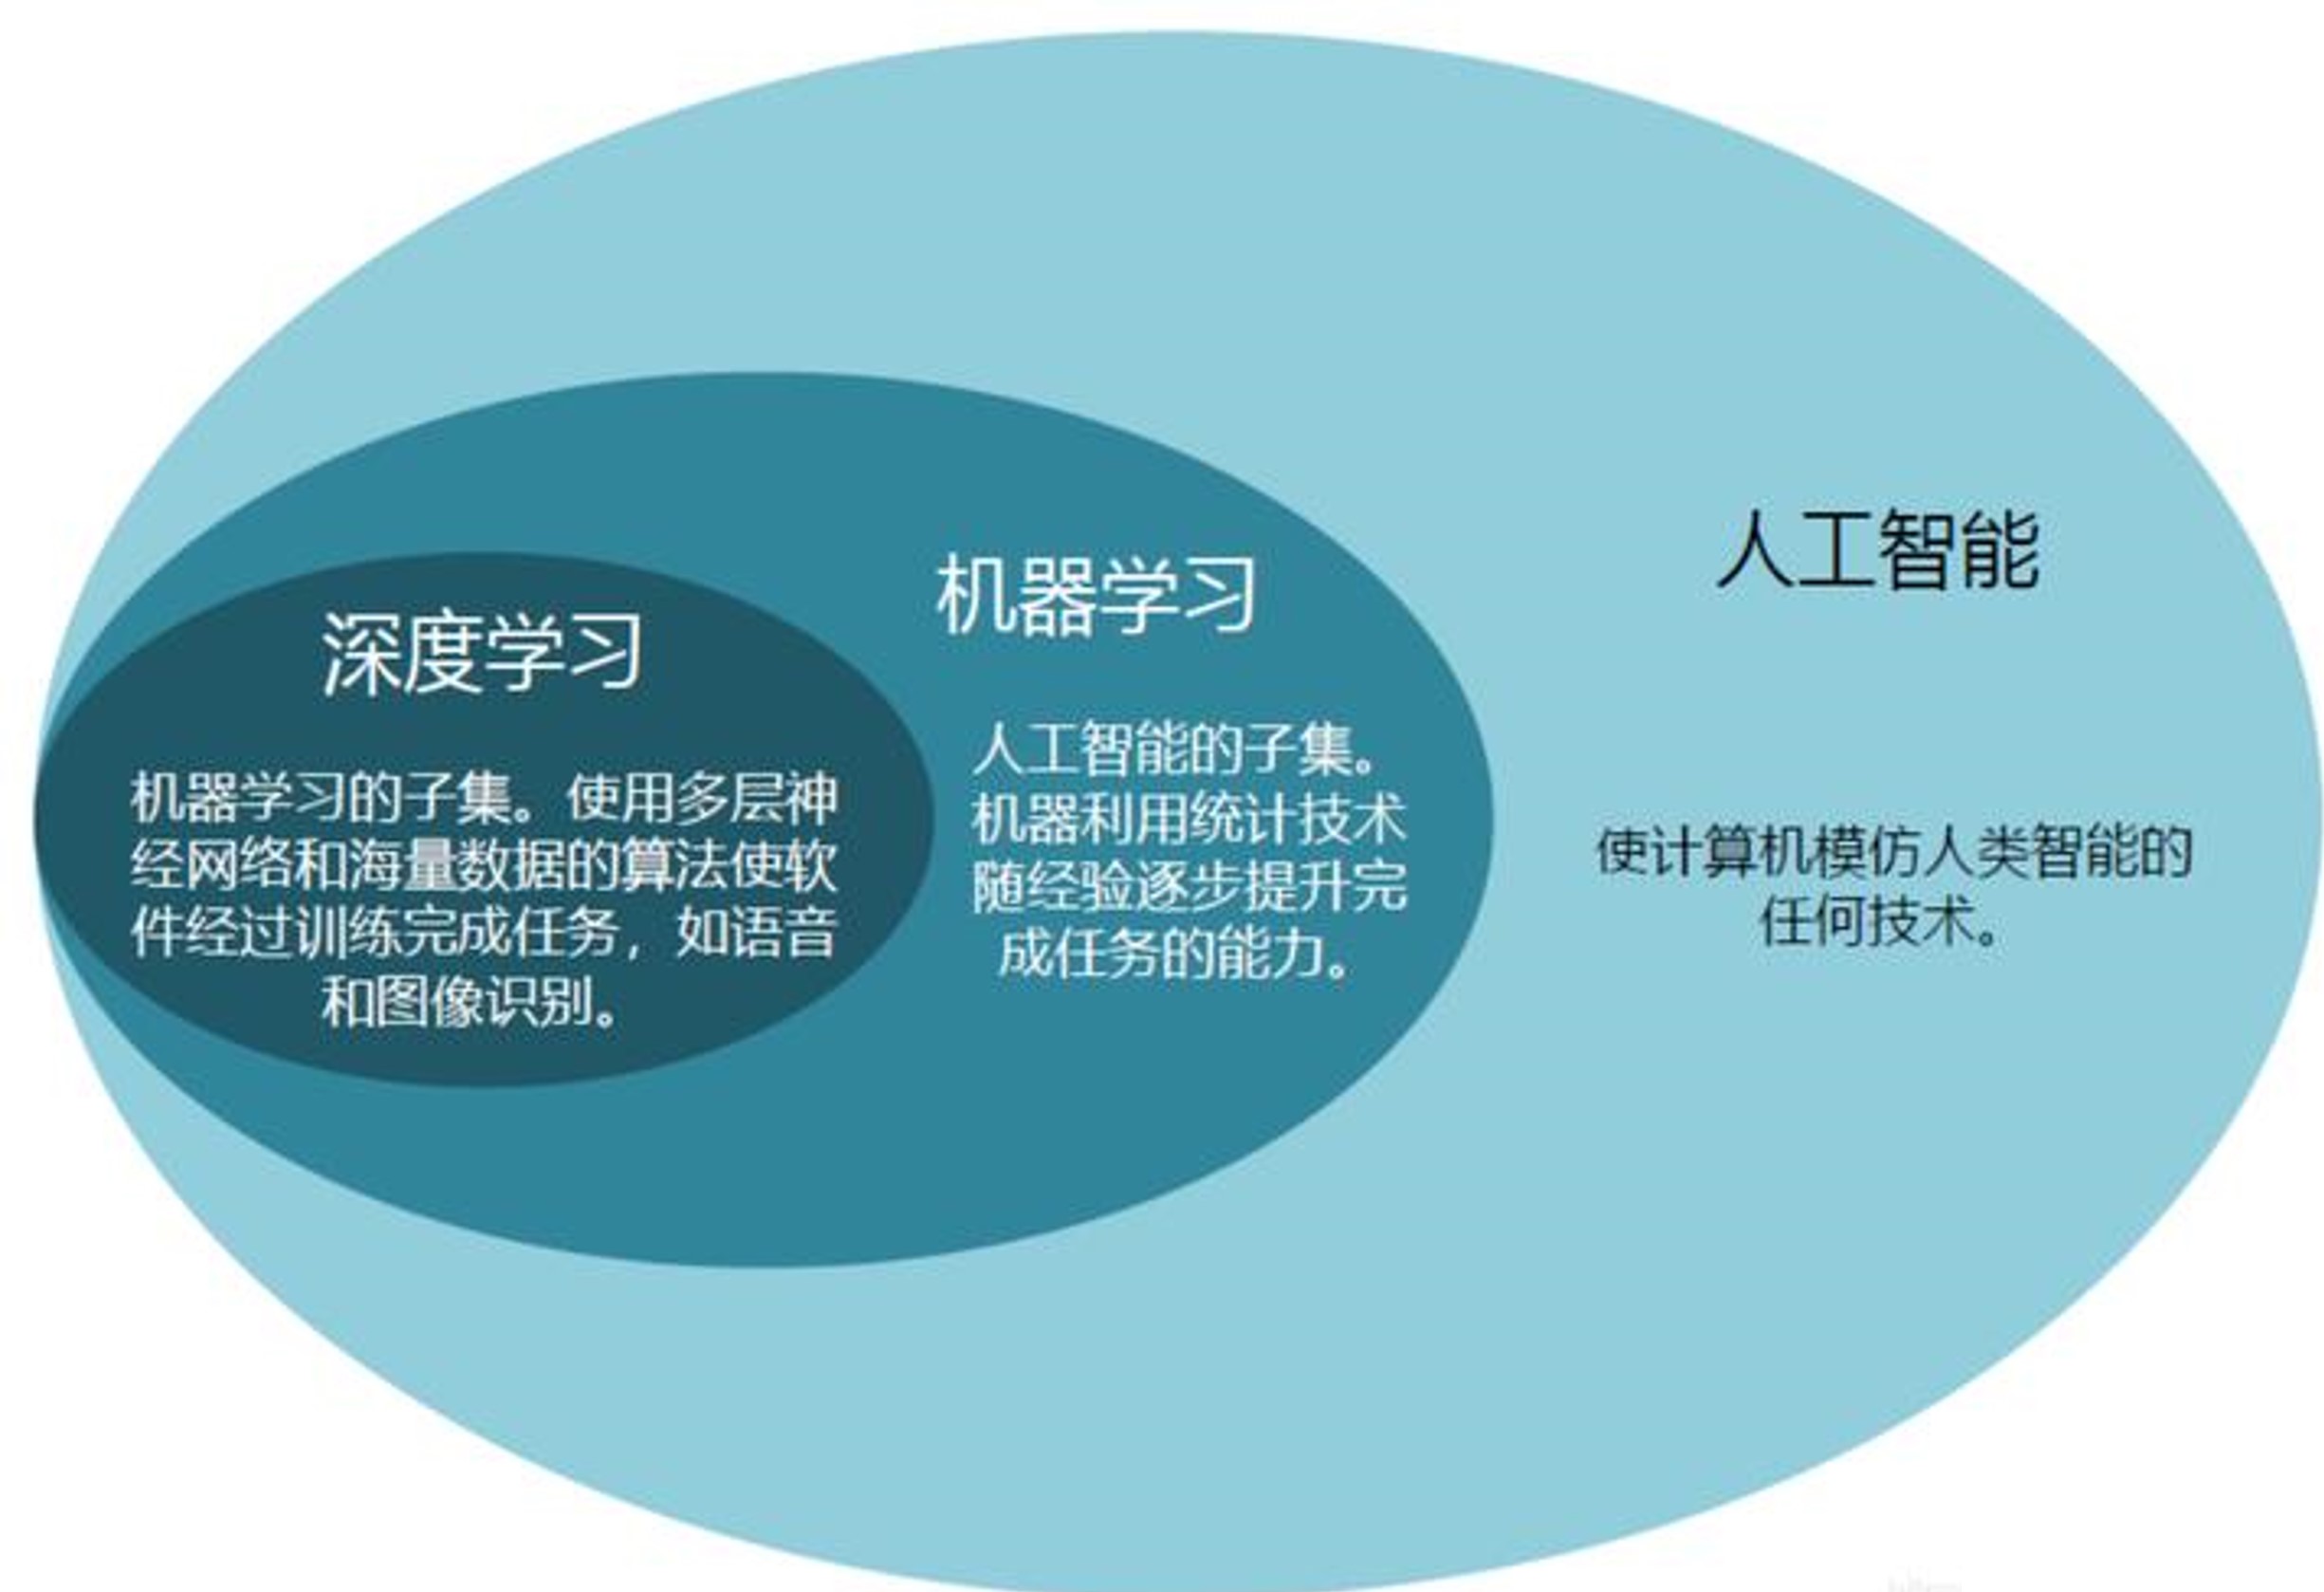 人工智能
使计算机模仿人类智能的
任何技术。
机器学习
人工智能的子集。
机器利用统计技术
随经验逐步提升完
成任务的能力。
深度学习
机器学习的子集。使用多层神
经网络和海量数据的算法使软
件经过训练完成任务，如语音
和图像识别。